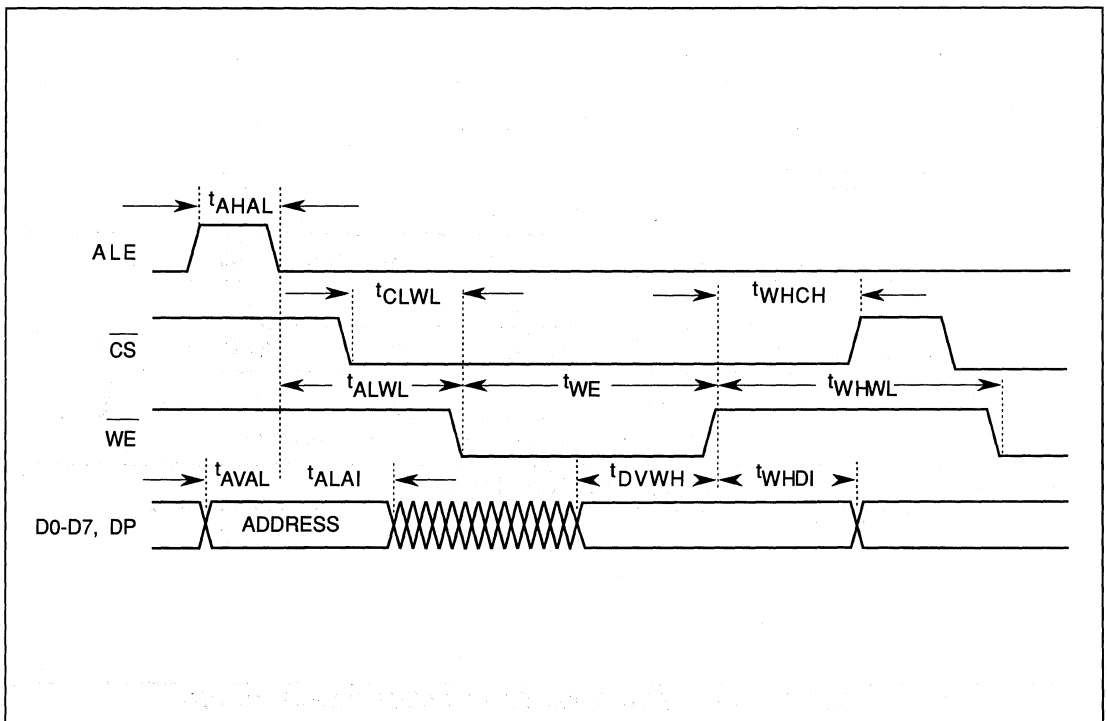 tAHAL
ALE
tCLWL tWHCH
CS
tALWL tWE tWHWL
WE
tAVAL tALAI tDVWH tWHDI
D0-D7, DP ADDRESS